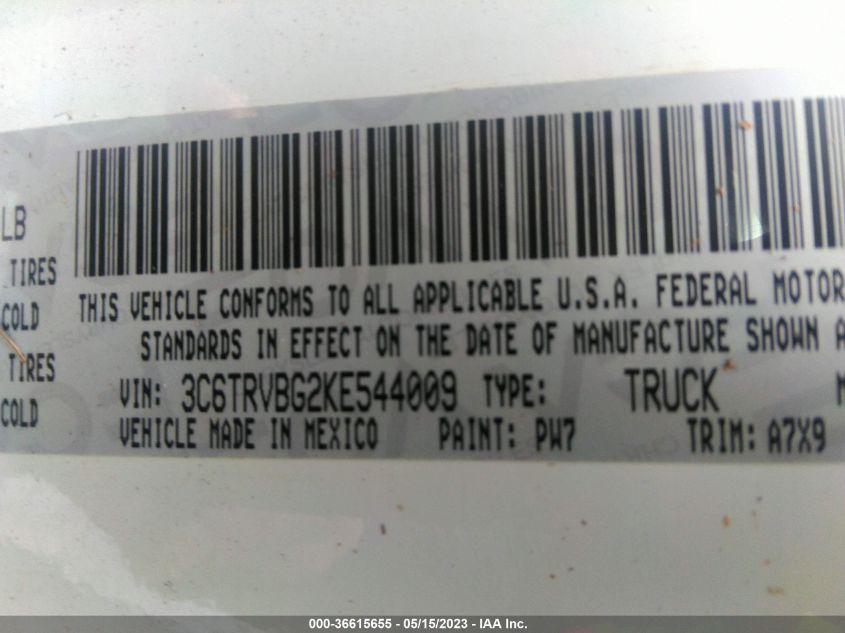 LB
TIRES
COLD
TIRES
COLD
THIS VEHICLE CONFORMS TO ALL APPLICABLE U.S.A. FEDERAL MOTOR
STANDARDS IN EFFECT ON THE DATE OF MANUFACTURE SHOWN A
VIN: 3C6TRVBG2KE544009 TYPE: TRUCK M
VEHICLE MADE IN MEXICO PAINT: PW7 TRIM: A7X9
000-36615655 - 05/15/2023 - IAA Inc.